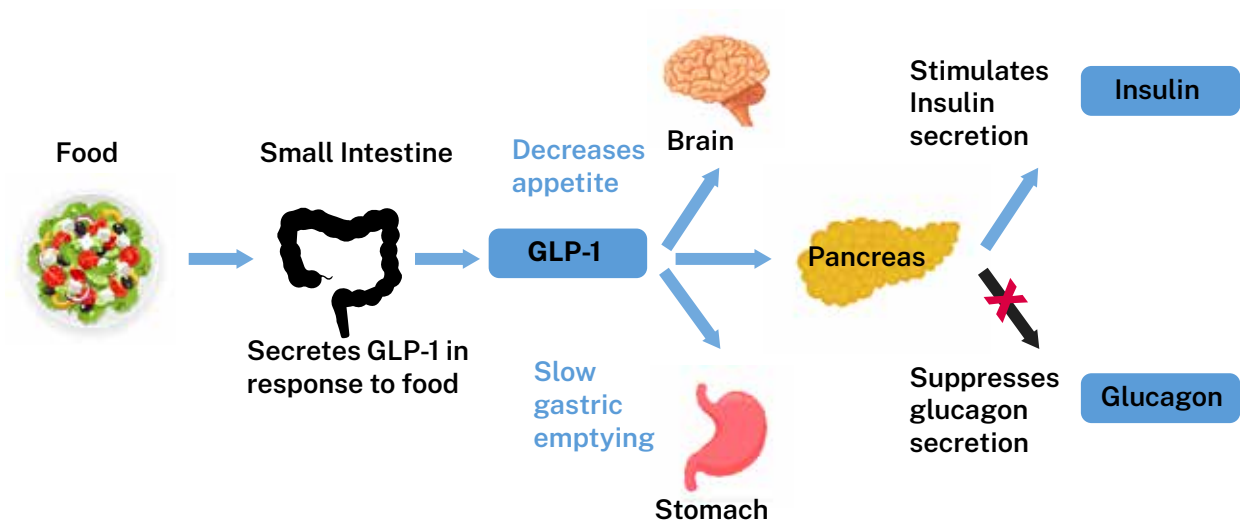 Food
Small Intestine
Secretes GLP-1 in
response to food
Decreases
appetite
GLP-1
Slow
gastric
emptying
Brain
Stomach
Pancreas
Stimulates
Insulin
secretion
Insulin
Suppresses
glucagon
secretion
Glucagon